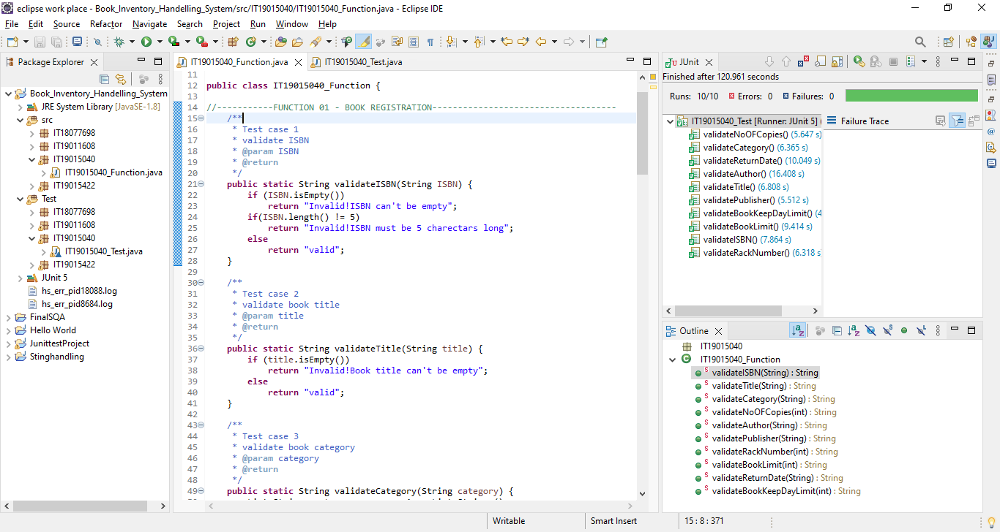 eclipse work place - Book_Inventory_Handelling_System/src/IT19015040/IT19015040_Function.java - Eclipse IDE
File Edit Source Refactor Navigate Search Project Run Window Help
Package Explorer
Book_Inventory_Handelling_System
JRE System Library [JavaSE-1.8]
src
IT18077698
IT19011608
IT19015040
IT19015040_Function.java
IT19015422
Test
IT18077698
IT19011608
IT19015040
IT19015040_Test.java
IT19015422
JUnit 5
hs_err_pid18088.log
hs_err_pid8684.log
FinalSQA
Hello World
JunittestProject
Stinghandling
IT19015040_Function.java IT19015040_Test.java
11
12 public class IT19015040_Function {
13
14 //-----------FUNCTION 01 - BOOK REGISTRATION------------------------------------
15 /**
16 * Test case 1
17 * validate ISBN
18 * @param ISBN
19 * @return
20 */
21 public static String validateISBN(String ISBN) {
22 if (ISBN.isEmpty())
23 return "Invalid!ISBN can't be empty";
24 if(ISBN.length() != 5)
25 return "Invalid!ISBN must be 5 charectars long";
26 else
27 return "valid";
28 }
29
30 /**
31 * Test case 2
32 * validate book title
33 * @param title
34 * @return
35 */
36 public static String validateTitle(String title) {
37 if (title.isEmpty())
38 return "Invalid!Book title can't be empty";
39 else
40 return "valid";
41 }
42
43 /**
44 * Test case 3
45 * validate book category
46 * @param category
47 * @return
48 */
49 public static String validateCategory(String category) {
JUnit
Finished after 120.961 seconds
Runs: 10/10 Errors: 0 Failures: 0
IT19015040_Test [Runner: JUnit 5] (
validateNoOFCopies() (5.647 s)
validateCategory() (6.365 s)
validateReturnDate() (10.049 s)
validateAuthor() (16.408 s)
validateTitle() (6.808 s)
validatePublisher() (5.512 s)
validateBookKeepDayLimit() (4
validateBookLimit() (9.414 s)
validateISBN() (7.864 s)
validateRackNumber() (6.318 s
Failure Trace
Outline
IT19015040
IT19015040_Function
validateISBN(String) : String
validateTitle(String) : String
validateCategory(String) : String
validateNoOFCopies(int) : String
validateAuthor(String) : String
validatePublisher(String) : String
validateRackNumber(int) : String
validateBookLimit(int) : String
validateReturnDate(String) : String
validateBookKeepDayLimit(int) : String
Writable Smart Insert 15 : 8 : 371